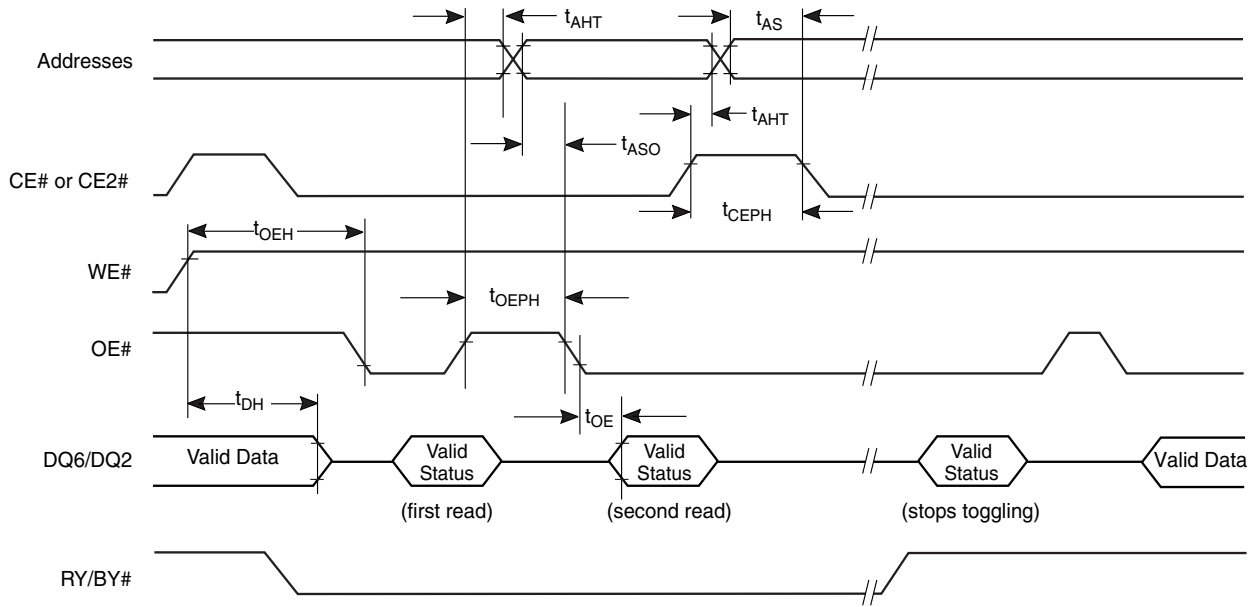 tAHT
tAS
Addresses
tAHT
tASO
CE# or CE2#
tCEPH
tOEH
WE#
tOEPH
OE#
tDH
tOE
DQ6/DQ2
Valid Data
Valid
Status
Valid
Status
Valid
Status
Valid Data
(first read)
(second read)
(stops toggling)
RY/BY#